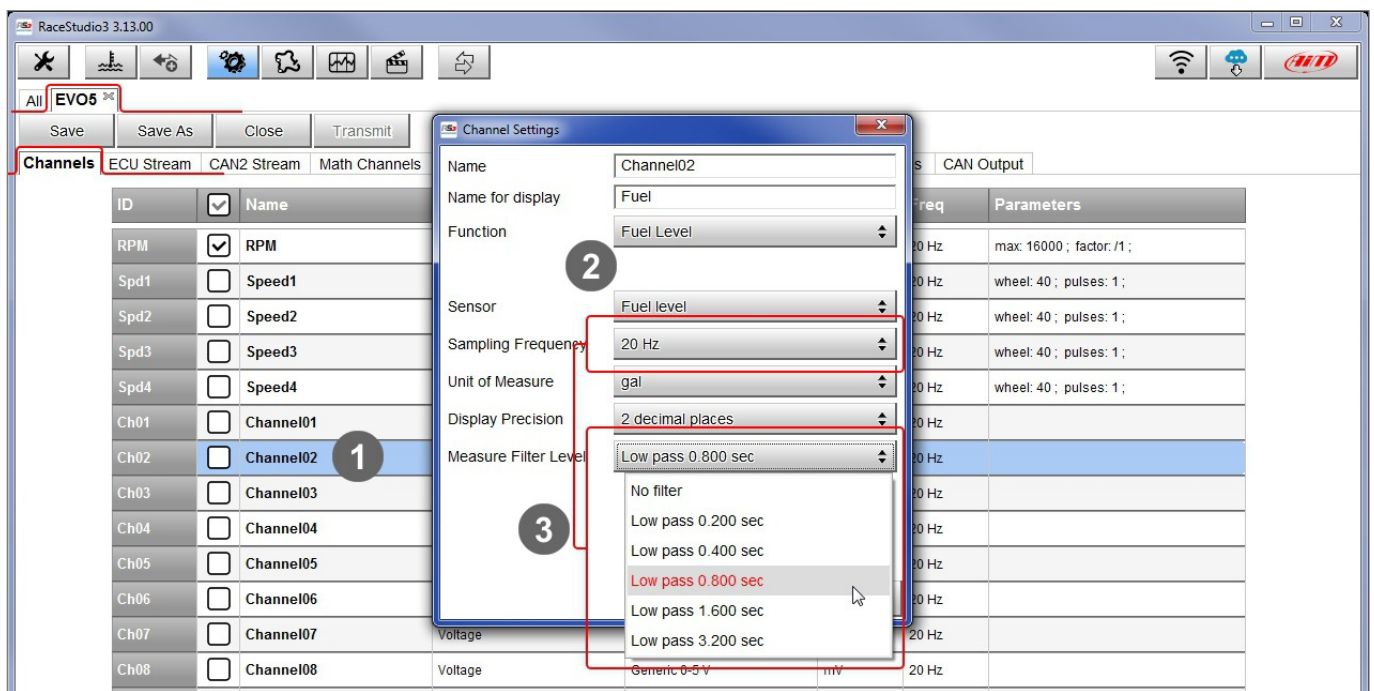 RaceStudio3 3.13.00
AiM
All EVO5
Save Save As Close Transmit
Channels ECU Stream CAN2 Stream Math Channels s CAN Output
Channel Settings
Name Channel02
Name for display Fuel
Function Fuel Level
2
Sensor Fuel level
Sampling Frequency 20 Hz
Unit of Measure gal
Display Precision 2 decimal places
Measure Filter Level Low pass 0.800 sec
No filter
Low pass 0.200 sec
Low pass 0.400 sec
Low pass 0.800 sec
Low pass 1.600 sec
Low pass 3.200 sec
3
ID Name Freq Parameters
RPM RPM 20 Hz max: 16000 ; factor: /1 ;
Spd1 Speed1 20 Hz wheel: 40 ; pulses: 1 ;
Spd2 Speed2 20 Hz wheel: 40 ; pulses: 1 ;
Spd3 Speed3 20 Hz wheel: 40 ; pulses: 1 ;
Spd4 Speed4 20 Hz wheel: 40 ; pulses: 1 ;
Ch01 Channel01 20 Hz
Ch02 Channel02 1 20 Hz
Ch03 Channel03 20 Hz
Ch04 Channel04 20 Hz
Ch05 Channel05 20 Hz
Ch06 Channel06 20 Hz
Ch07 Channel07 Voltage 20 Hz
Ch08 Channel08 Voltage Generic 0-5 V mV 20 Hz